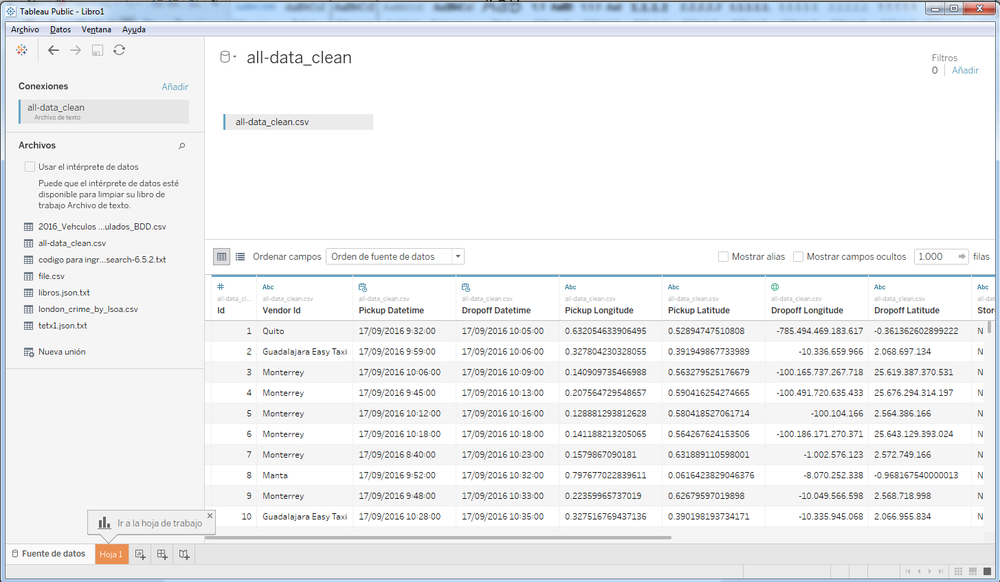 Tableau Public - Libro1
Archivo Datos Ventana Ayuda
all-data_clean
Filtros
0 Añadir
Conexiones Añadir
all-data_clean
Archivo de texto
all-data_clean.csv
Archivos
Usar el intérprete de datos
Puede que el intérprete de datos esté
disponible para limpiar su libro de
trabajo Archivo de texto.
2016_Vehculos ...ulados_BDD.csv
all-data_clean.csv
codigo para ingr...search-6.5.2.txt
file.csv
libros.json.txt
london_crime_by_lsoa.csv
tetx1.json.txt
Nueva unión
Ordenar campos Orden de fuente de datos Mostrar alias Mostrar campos ocultos 1.000 filas
# Abc Abc Abc Abc Abc
all-data_cl... all-data_clean.csv all-data_clean.csv all-data_clean.csv all-data_clean.csv all-data_clean.csv all-data_clean.csv all-data_clean.csv all-d
Id Vendor Id Pickup Datetime Dropoff Datetime Pickup Longitude Pickup Latitude Dropoff Longitude Dropoff Latitude Stor
1 Quito 17/09/2016 9:32:00 17/09/2016 10:05:00 0.632054633906495 0.52894747510808 -785.494.469.183.617 -0.361362602899222 N
2 Guadalajara Easy Taxi 17/09/2016 9:59:00 17/09/2016 10:06:00 0.327804230328055 0.391949867733989 -10.336.659.966 2.068.697.134 N
3 Monterrey 17/09/2016 10:06:00 17/09/2016 10:09:00 0.140909735466988 0.563279525176679 -100.165.737.267.718 25.619.387.370.531 N
4 Monterrey 17/09/2016 9:45:00 17/09/2016 10:13:00 0.207564729548657 0.590416254274665 -100.491.720.635.433 25.676.294.314.197 N
5 Monterrey 17/09/2016 10:12:00 17/09/2016 10:16:00 0.128881293812628 0.580418527061714 -100.104.166 2.564.386.166 N
6 Monterrey 17/09/2016 10:18:00 17/09/2016 10:18:00 0.141188213205065 0.564267624153506 -100.186.171.270.371 25.643.129.393.024 N
7 Monterrey 17/09/2016 8:40:00 17/09/2016 10:23:00 0.1579867090181 0.631889110598001 -1.002.576.123 2.572.749.166 N
8 Manta 17/09/2016 9:52:00 17/09/2016 10:32:00 0.797677022839611 0.0616423829046376 -8.070.252.338 -0.968167540000013 N
9 Monterrey 17/09/2016 9:48:00 17/09/2016 10:33:00 0.22359965737019 0.62679597019898 -10.049.566.598 2.568.718.998 N
10 Guadalajara Easy Taxi 17/09/2016 10:28:00 17/09/2016 10:35:00 0.327516769437136 0.390198193734171 -10.335.945.068 2.066.955.834 N
Ir a la hoja de trabajo
Fuente de datos Hoja 1